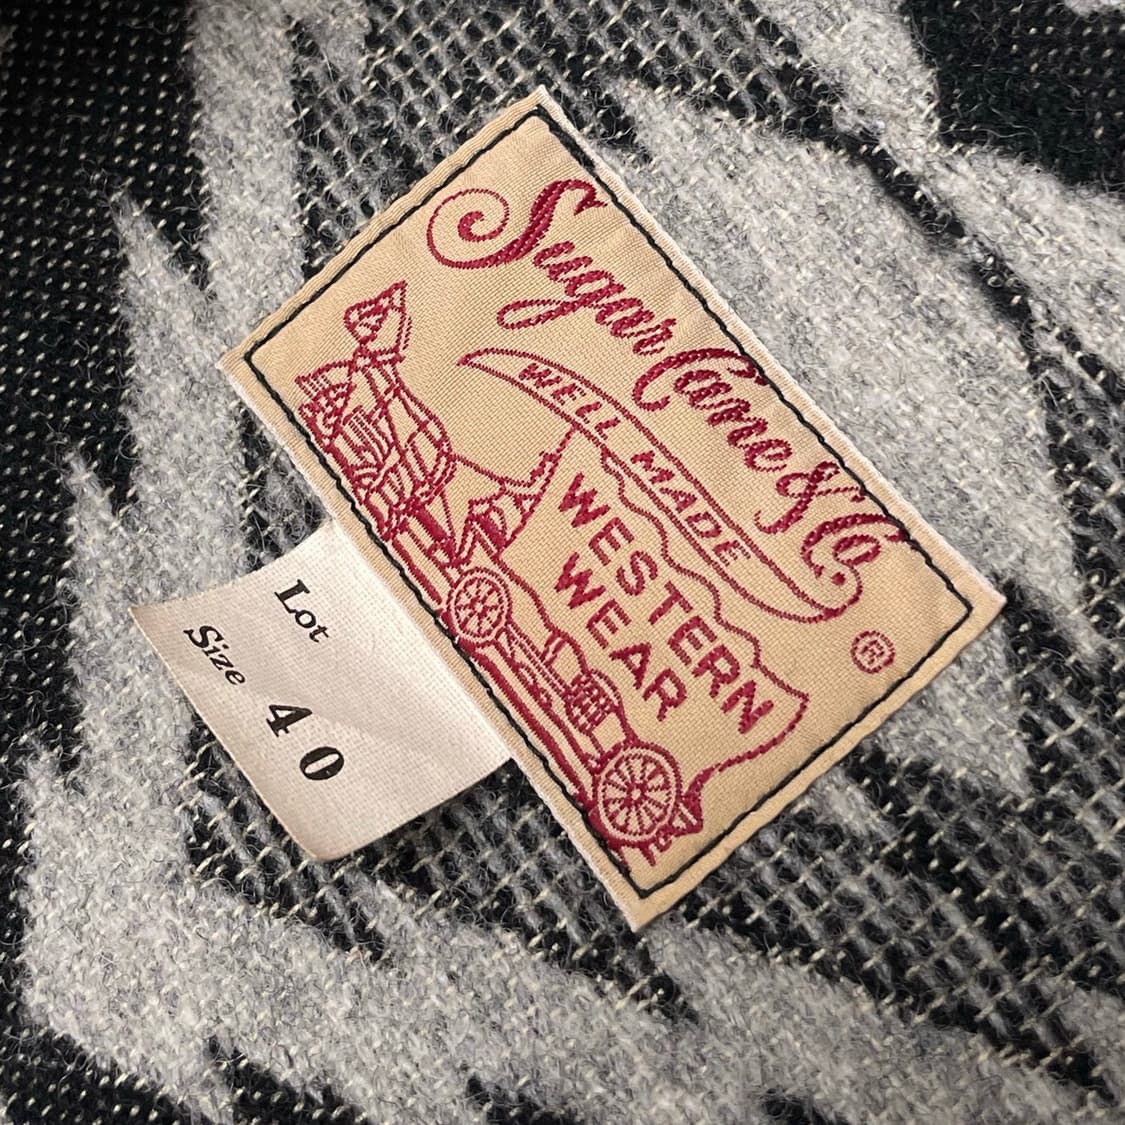 Sugar Cane & Co.
WELL MADE
WESTERN
WEAR
®
Lot
Size 40